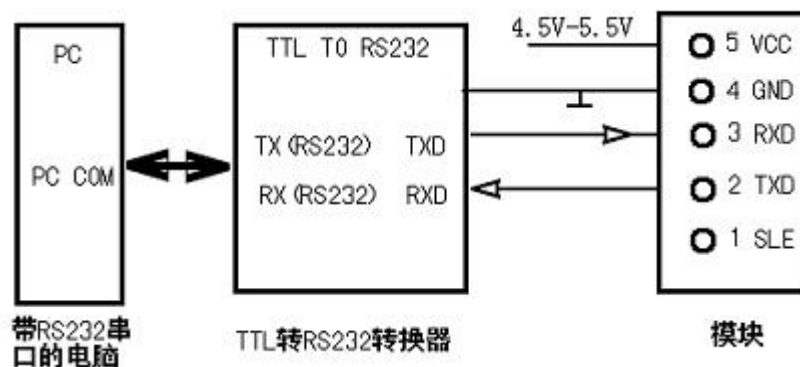 PC
PC COM
带RS232串
口的电脑
TTL TO RS232
TX(RS232) TXD
RX(RS232) RXD
TTL转RS232转换器
4.5V-5.5V
5 VCC
4 GND
3 RXD
2 TXD
1 SLE
模块